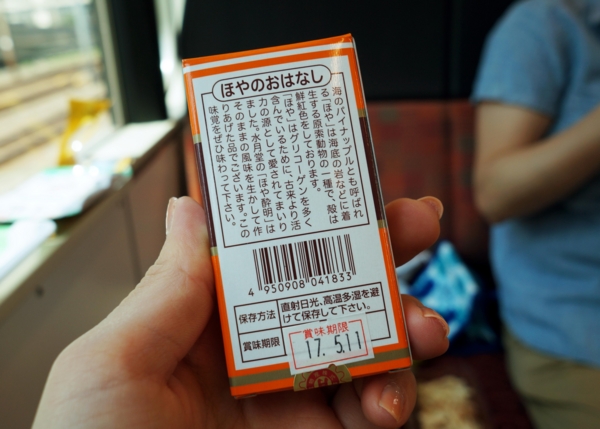 ほやのおはなし
海のパイナップルとも呼ばれ
る「ほや」は海底の岩などに着
生する原索動物の一種で、殻は
鮮紅色をしております。
「ほや」はグリコーゲンを多く
含んでいるために、古来より活
力の源として愛されてまいり
ました。水月堂の「ほや酔明」は
そのままの風味を生かして作
りあげた品でございます。この
味覚をぜひ味わって下さい。
4 950908 041833
保存方法
直射日光、高温多湿を避
けて保存して下さい。
賞味期限
賞味期限
17. 5.11